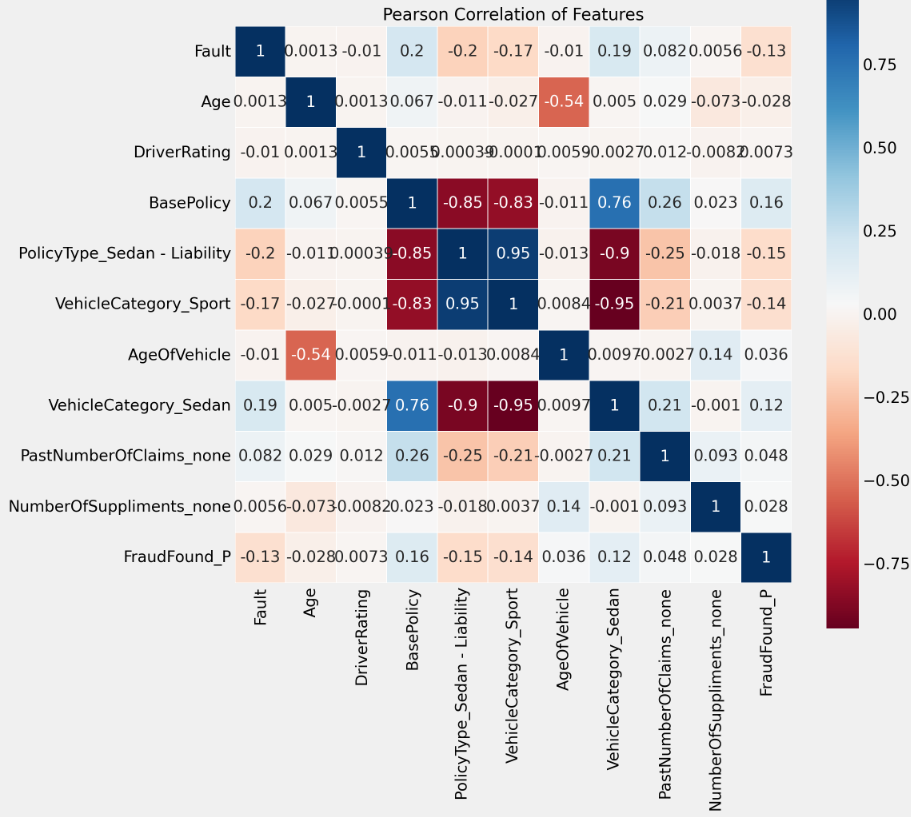 Pearson Correlation of Features
Fault 1 0.0013 -0.01 0.2 -0.2 -0.17 -0.01 0.19 0.082 0.0056 -0.13
Age 0.0013 1 0.0013 0.067 -0.011 -0.027 -0.54 0.005 0.029 -0.073 -0.028
DriverRating -0.01 0.0013 1 0.0055 0.0059 0.0027 0.012 -0.0082 0.0073
BasePolicy 0.2 0.067 0.0055 1 -0.85 -0.83 -0.011 0.76 0.26 0.023 0.16
PolicyType_Sedan - Liability -0.2 -0.011 0.00039 -0.85 1 0.95 -0.013 -0.9 -0.25 -0.018 -0.15
VehicleCategory_Sport -0.17 -0.027 -0.0001 -0.83 0.95 1 0.0084 -0.95 -0.21 0.0037 -0.14
AgeOfVehicle -0.01 -0.54 0.0059 -0.011 -0.013 0.0084 1 0.0097 -0.0027 0.14 0.036
VehicleCategory_Sedan 0.19 0.005 -0.0027 0.76 -0.9 -0.95 0.0097 1 0.21 -0.001 0.12
PastNumberOfClaims_none 0.082 0.029 0.012 0.26 -0.25 -0.21 -0.0027 0.21 1 0.093 0.048
NumberOfSuppliments_none 0.0056 -0.073 -0.0082 0.023 -0.018 0.0037 0.14 -0.001 0.093 1 0.028
FraudFound_P -0.13 -0.028 0.0073 0.16 -0.15 -0.14 0.036 0.12 0.048 0.028 1
Fault
Age
DriverRating
BasePolicy
PolicyType_Sedan - Liability
VehicleCategory_Sport
AgeOfVehicle
VehicleCategory_Sedan
PastNumberOfClaims_none
NumberOfSuppliments_none
FraudFound_P
0.75
0.50
0.25
0.00
−0.25
−0.50
−0.75